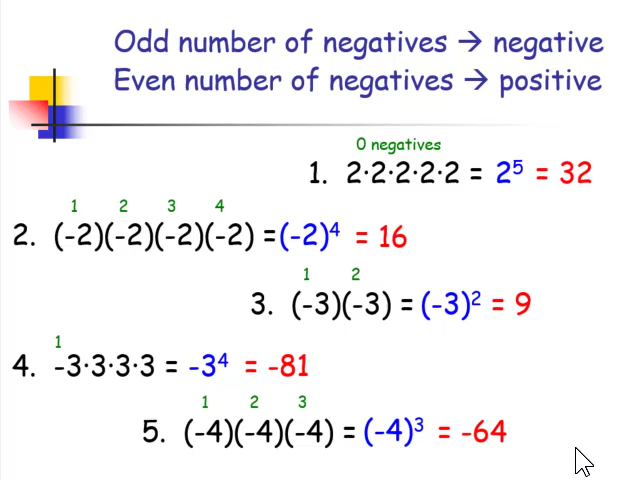 Odd number of negatives → negative
Even number of negatives → positive
0 negatives
1. 2·2·2·2·2 = 2⁵ = 32
1 2 3 4
2. (-2)(-2)(-2)(-2) = (-2)⁴ = 16
1 2
3. (-3)(-3) = (-3)² = 9
1
4. -3·3·3·3 = -3⁴ = -81
1 2 3
5. (-4)(-4)(-4) = (-4)³ = -64